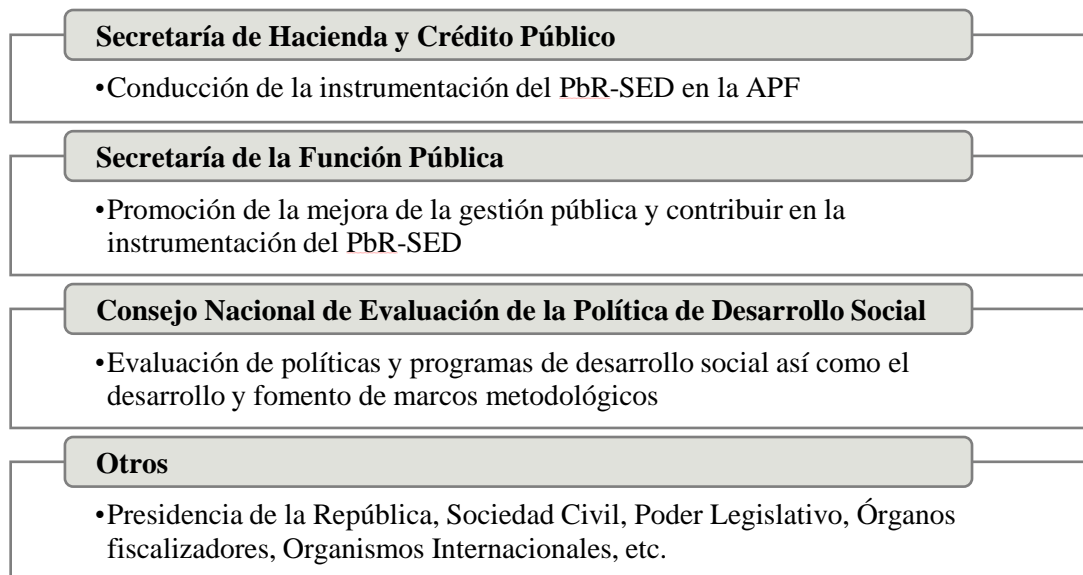 Secretaría de Hacienda y Crédito Público
•Conducción de la instrumentación del PbR-SED en la APF
Secretaría de la Función Pública
•Promoción de la mejora de la gestión pública y contribuir en la
instrumentación del PbR-SED
Consejo Nacional de Evaluación de la Política de Desarrollo Social
•Evaluación de políticas y programas de desarrollo social así como el
desarrollo y fomento de marcos metodológicos
Otros
•Presidencia de la República, Sociedad Civil, Poder Legislativo, Órganos
fiscalizadores, Organismos Internacionales, etc.